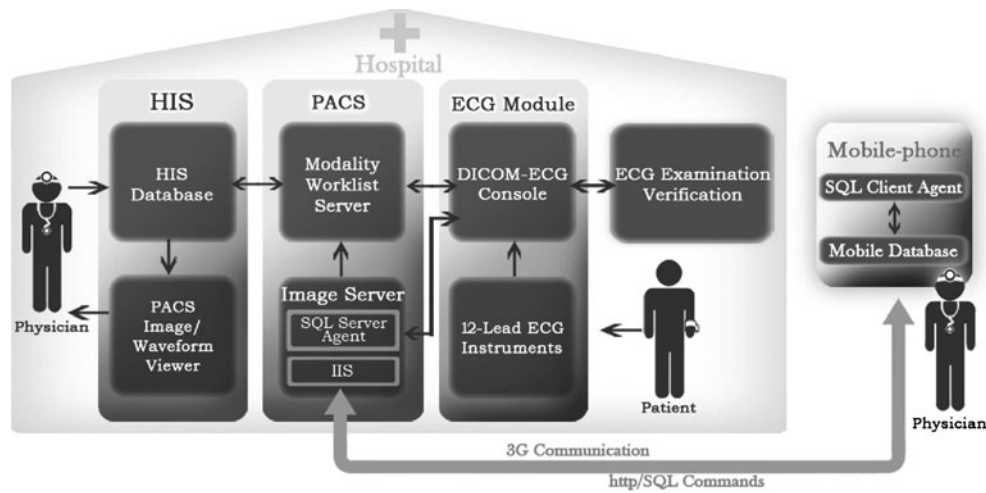 Hospital
HIS
HIS
Database
PACS
Image/
Waveform
Viewer
Physician
PACS
Modality
Worklist
Server
Image Server
SQL Server
Agent
IIS
ECG Module
DICOM-ECG
Console
12-Lead ECG
Instruments
ECG Examination
Verification
Patient
Mobile-phone
SQL Client Agent
Mobile Database
Physician
3G Communication
http/SQL Commands